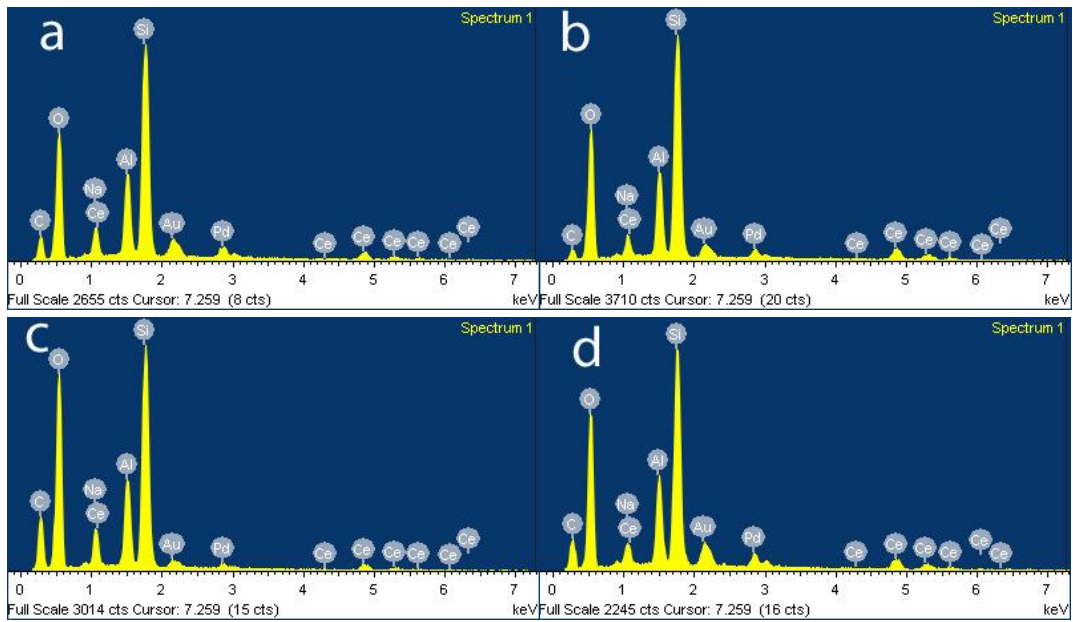 a
Spectrum 1
Si
O
Al
Na
C
Ce
Au
Pd
Ce
Ce
Ce
Ce
Ce
Ce
0 1 2 3 4 5 6 7
Full Scale 2655 cts Cursor: 7.259 (8 cts) keV
b
Spectrum 1
Si
O
Al
Na
C
Ce
Au
Pd
Ce
Ce
Ce
Ce
Ce
Ce
0 1 2 3 4 5 6 7
Full Scale 3710 cts Cursor: 7.259 (20 cts) keV
c
Spectrum 1
Si
O
Al
Na
C
Ce
Au
Pd
Ce
Ce
Ce
Ce
Ce
Ce
0 1 2 3 4 5 6 7
Full Scale 3014 cts Cursor: 7.259 (15 cts) keV
d
Spectrum 1
Si
O
Al
Na
C
Ce
Au
Pd
Ce
Ce
Ce
Ce
Ce
Ce
0 1 2 3 4 5 6 7
Full Scale 2245 cts Cursor: 7.259 (16 cts) keV